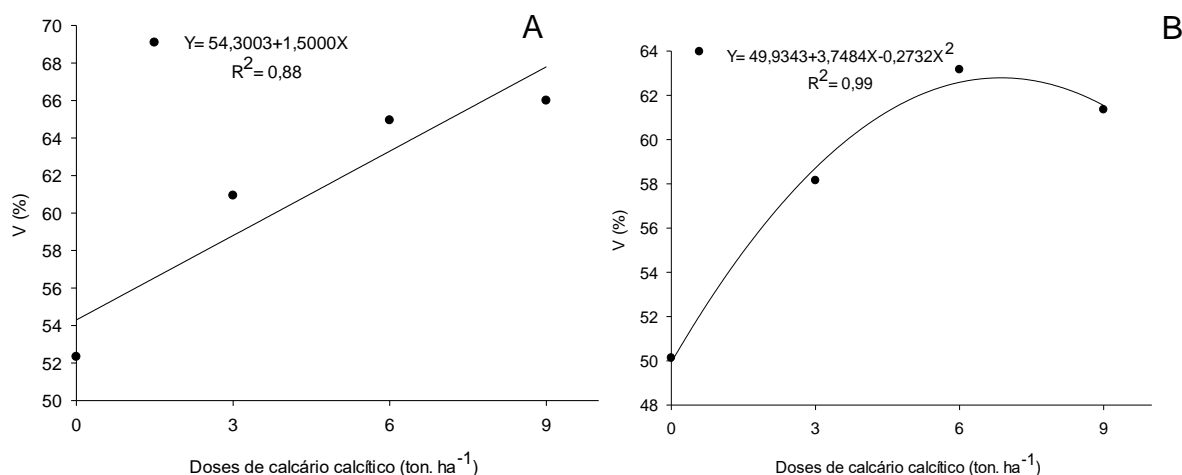 A
Y= 54,3003+1,5000X
R²= 0,88
70
68
66
64
62
60
58
56
54
52
50
V (%)
0 3 6 9
Doses de calcário calcítico (ton. ha⁻¹)
B
Y= 49,9343+3,7484X-0,2732X²
R²= 0,99
64
62
60
58
56
54
52
50
48
V (%)
0 3 6 9
Doses de calcário calcítico (ton. ha⁻¹)